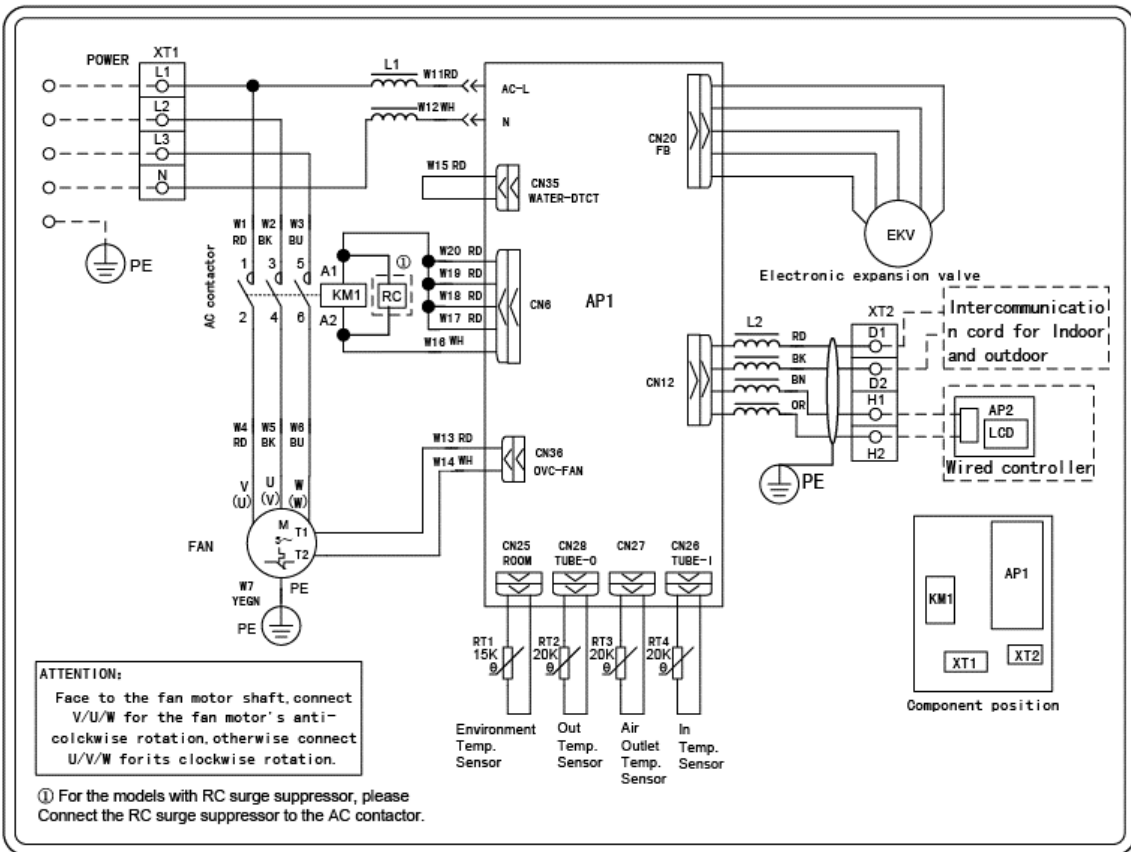 POWER
XT1
L1
L2
L3
N
PE
L1
W11RD
W12WH
AC-L
N
W15 RD
CN35
WATER-DTCT
CN20
FB
EKV
Electronic expansion valve
W1 W2 W3
RD BK BU
1 3 5
AC contactor
2 4 6
A1
KM1
A2
①
RC
W20 RD
W19 RD
W18 RD
W17 RD
W16 WH
CN6
AP1
L2
RD
BK
BN
OR
CN12
XT2
D1
D2
H1
H2
Intercommunicatio
n cord for Indoor
and outdoor
AP2
LCD
Wired controller
PE
W4 W5 W6
RD BK BU
V U W
(U) (V) (W)
W13 RD
W14 WH
CN36
OVC-FAN
FAN
M
3~
T1
T2
W7
YEGN
PE
PE
CN25
ROOM
CN28
TUBE-O
CN27
CN26
TUBE-I
RT1
15K
θ
RT2
20K
θ
RT3
20K
θ
RT4
20K
θ
Environment
Temp.
Sensor
Out
Temp.
Sensor
Air
Outlet
Temp.
Sensor
In
Temp.
Sensor
AP1
KM1
XT1
XT2
Component position
ATTENTION:
Face to the fan motor shaft, connect
V/U/W for the fan motor's anti-
colckwise rotation, otherwise connect
U/V/W forits clockwise rotation.
① For the models with RC surge suppressor, please
Connect the RC surge suppressor to the AC contactor.